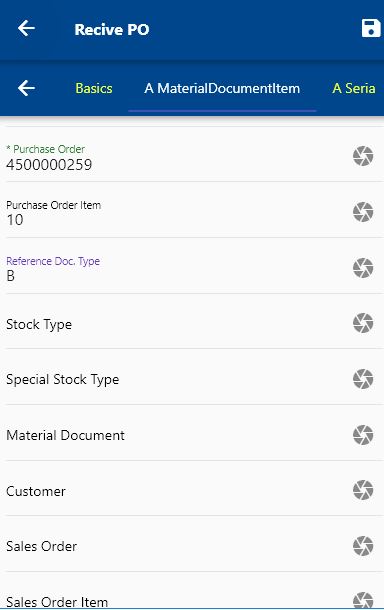 Recive PO
Basics A MaterialDocumentItem A Seria
* Purchase Order
4500000259
Purchase Order Item
10
Reference Doc. Type
B
Stock Type
Special Stock Type
Material Document
Customer
Sales Order
Sales Order Item